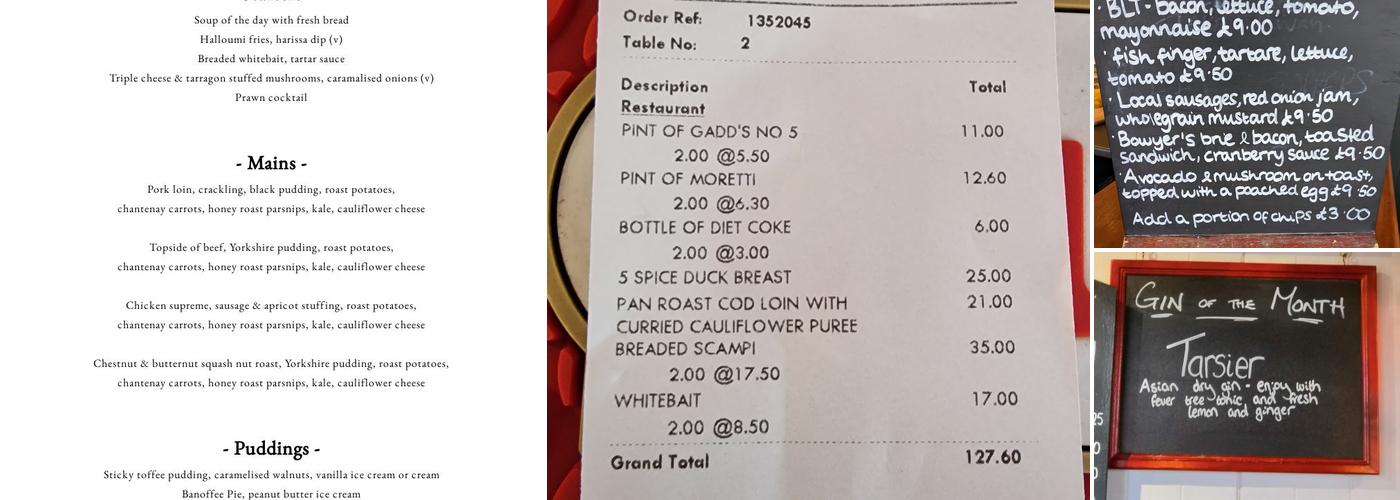 Soup of the day with fresh bread
Halloumi fries, harissa dip (v)
Breaded whitebait, tartar sauce
Triple cheese & tarragon stuffed mushrooms, caramalised onions (v)
Prawn cocktail
- Mains -
Pork loin, crackling, black pudding, roast potatoes,
chantenay carrots, honey roast parsnips, kale, cauliflower cheese
Topside of beef, Yorkshire pudding, roast potatoes,
chantenay carrots, honey roast parsnips, kale, cauliflower cheese
Chicken supreme, sausage & apricot stuffing, roast potatoes,
chantenay carrots, honey roast parsnips, kale, cauliflower cheese
Chestnut & butternut squash nut roast, Yorkshire pudding, roast potatoes,
chantenay carrots, honey roast parsnips, kale, cauliflower cheese
- Puddings -
Sticky toffee pudding, caramelised walnuts, vanilla ice cream or cream
Banoffee Pie, peanut butter ice cream
Order Ref: 1352045
Table No: 2
Description Total
Restaurant
PINT OF GADD'S NO 5 11.00
2.00 @5.50
PINT OF MORETTI 12.60
2.00 @6.30
BOTTLE OF DIET COKE 6.00
2.00 @3.00
5 SPICE DUCK BREAST 25.00
PAN ROAST COD LOIN WITH 21.00
CURRIED CAULIFLOWER PUREE
BREADED SCAMPI 35.00
2.00 @17.50
WHITEBAIT 17.00
2.00 @8.50
Grand Total 127.60
· BLT - bacon, lettuce, tomato,
mayonnaise £9.00
· fish finger, tartare, lettuce,
tomato £9.50
· Local sausages, red onion jam,
wholegrain mustard £9.50
· Bowyer's brie & bacon, toasted
sandwich, cranberry sauce £9.50
· Avocado & mushroom on toast,
topped with a poached egg £9.50
Add a portion of chips £3.00
GIN OF THE MONTH
Tarsier
Asian dry gin - enjoy with
fever tree tonic, and fresh
lemon and ginger